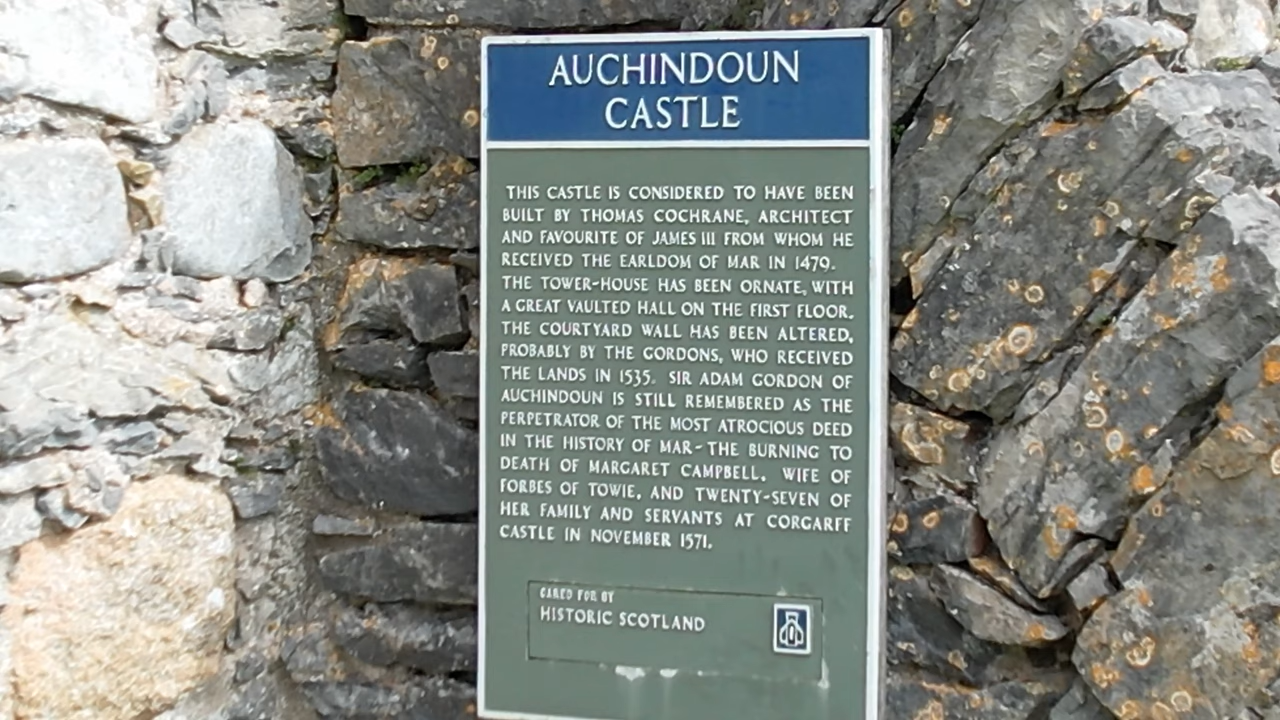 AUCHINDOUN
CASTLE
THIS CASTLE IS CONSIDERED TO HAVE BEEN
BUILT BY THOMAS COCHRANE, ARCHITECT
AND FAVOURITE OF JAMES III FROM WHOM HE
RECEIVED THE EARLDOM OF MAR IN 1479.
THE TOWER-HOUSE HAS BEEN ORNATE, WITH
A GREAT VAULTED HALL ON THE FIRST FLOOR.
THE COURTYARD WALL HAS BEEN ALTERED,
PROBABLY BY THE GORDONS, WHO RECEIVED
THE LANDS IN 1535. SIR ADAM GORDON OF
AUCHINDOUN IS STILL REMEMBERED AS THE
PERPETRATOR OF THE MOST ATROCIOUS DEED
IN THE HISTORY OF MAR-THE BURNING TO
DEATH OF MARGARET CAMPBELL, WIFE OF
FORBES OF TOWIE, AND TWENTY-SEVEN OF
HER FAMILY AND SERVANTS AT CORGARFF
CASTLE IN NOVEMBER 1571.
CARED FOR BY
HISTORIC SCOTLAND